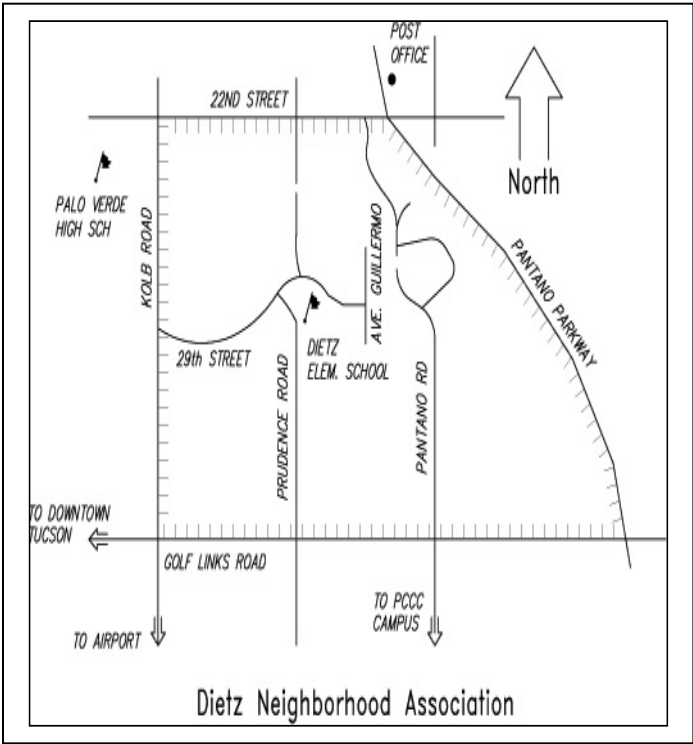 POST
OFFICE
22ND STREET
North
PALO VERDE
HIGH SCH
KOLB ROAD
AVE. GUILLERMO
PANTANO PARKWAY
29th STREET
DIETZ
ELEM. SCHOOL
PRUDENCE ROAD
PANTANO RD
TO DOWNTOWN
TUCSON
GOLF LINKS ROAD
TO AIRPORT
TO PCCC
CAMPUS
Dietz Neighborhood Association